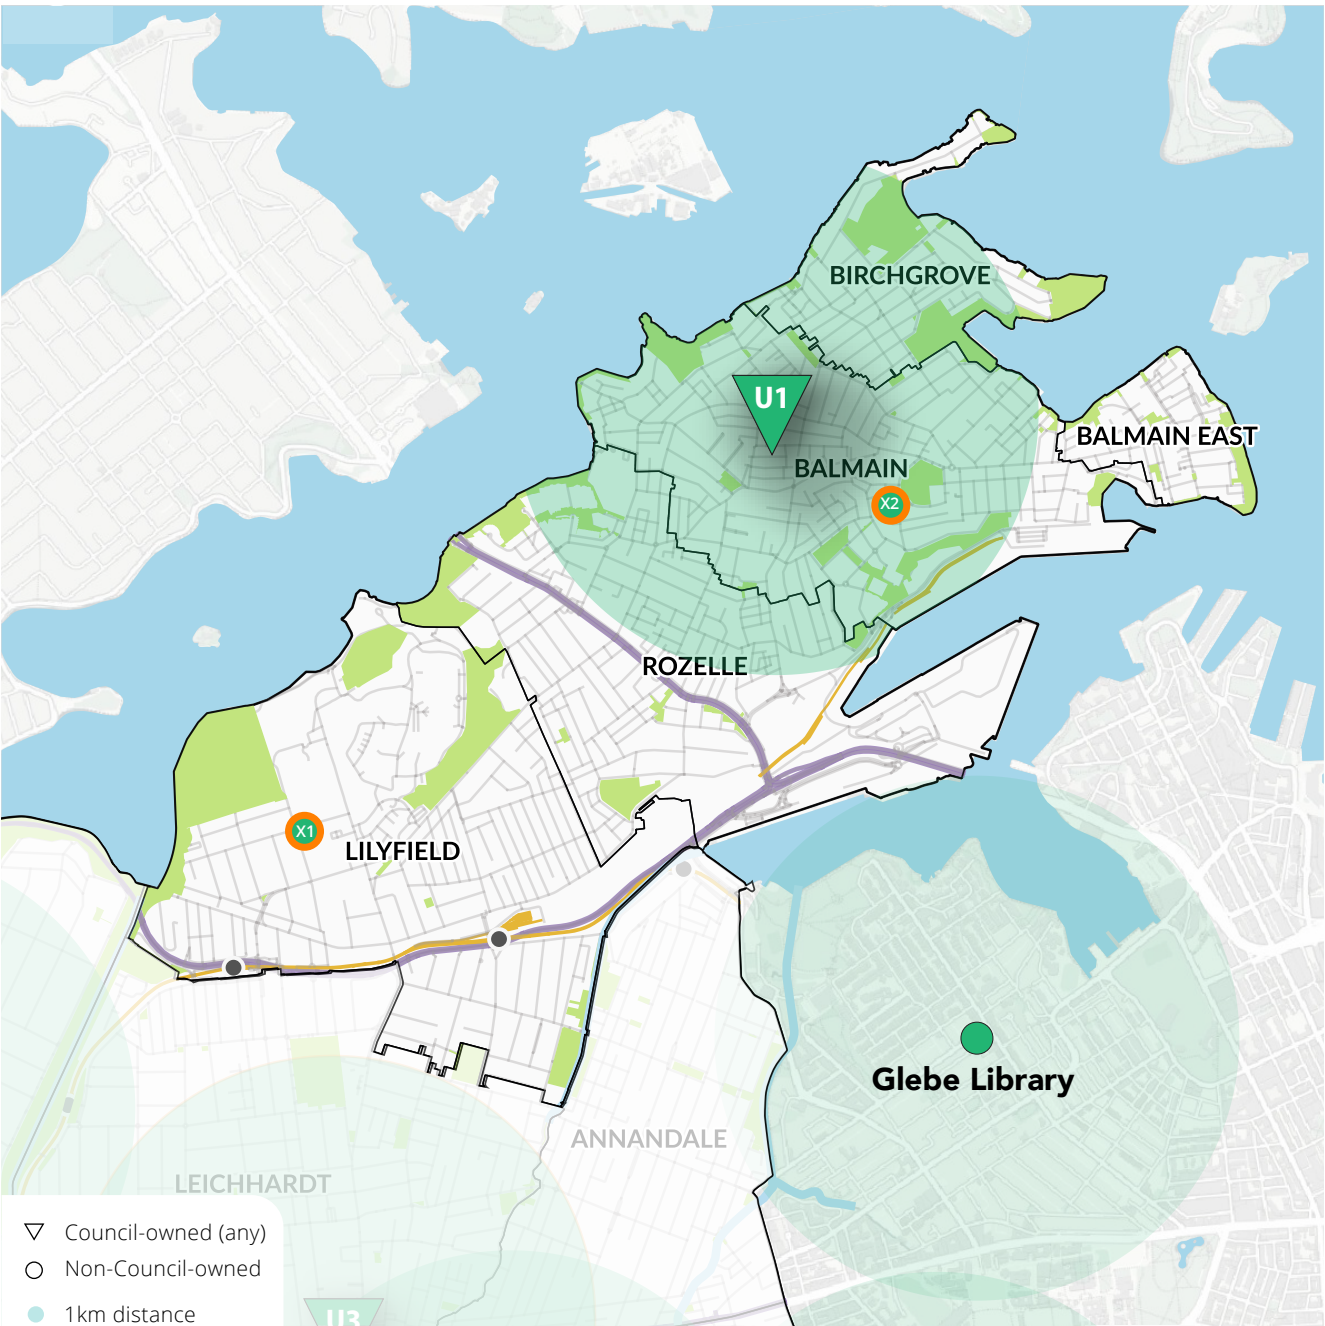 BIRCHGROVE
U1
BALMAIN EAST
BALMAIN
X2
ROZELLE
X1
LILYFIELD
Glebe Library
ANNANDALE
LEICHHARDT
Council-owned (any)
Non-Council-owned
1km distance
U3